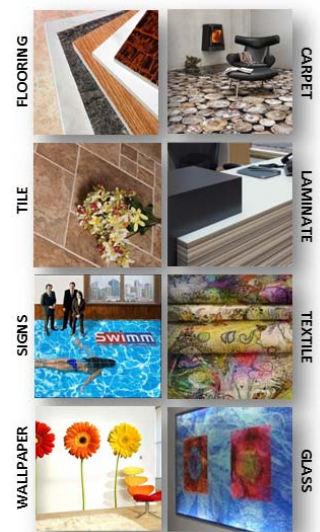 FLOORING
CARPET
TILE
LAMINATE
SIGNS
swimm
TEXTILE
WALLPAPER
GLASS